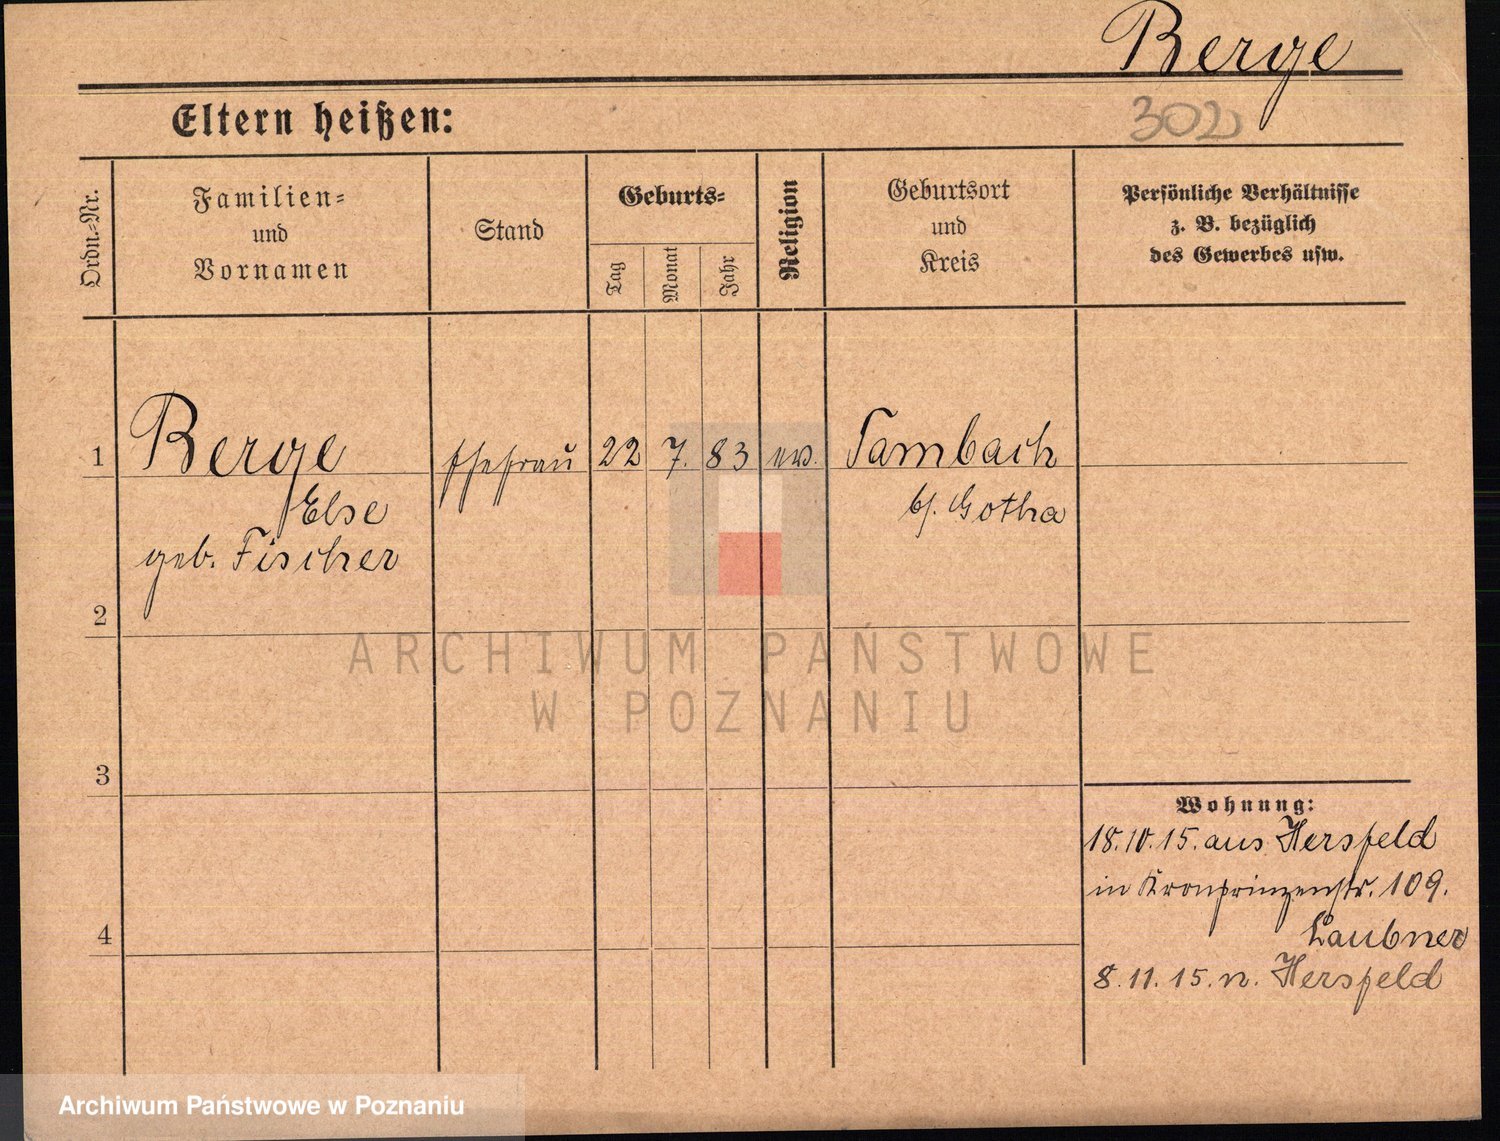 Berge
Eltern heißen:
302
Ordn.-Nr.
Familien-
und
Vornamen
Stand
Geburts-
Tag
Monat
Jahr
Religion
Geburtsort
und
Kreis
Persönliche Verhältnisse
z. B. bezüglich
des Gewerbes usw.
1 Berge Ehefrau 22 7. 83 ev. Tambach
Else b/. Gotha
geb. Fischer
2
ARCHIWUM PAŃSTWOWE
W POZNANIU
3
Wohnung:
18.10.15. aus Hersfeld
in Kronprinzenstr. 109.
4
Laubner
8.11.15. n. Hersfeld
Archiwum Państwowe w Poznaniu